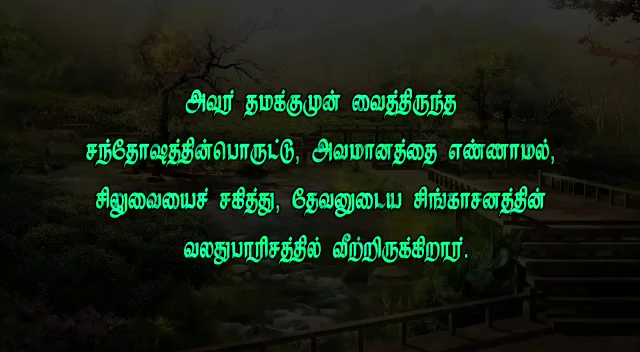 அவர் தமக்குமுன் வைத்திருந்த
சந்தோஷத்தின்பொருட்டு, அவமானத்தை எண்ணாமல்,
சிலுவையைச் சகித்து, தேவனுடைய சிங்காசனத்தின்
வலதுபாரிசத்தில் வீற்றிருக்கிறார்.